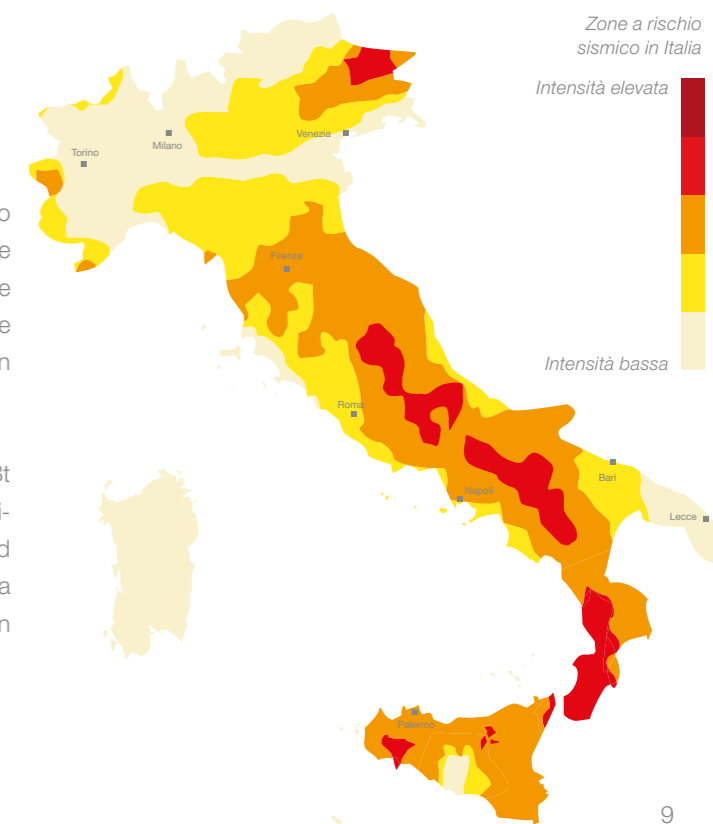 Zone a rischio
sismico in Italia
Intensità elevata
Venezia
Milano
Torino
o
e
Firenze
e
e
Intensità bassa
n
Roma
Bari
3t
Napoli
i-
Lecce
d
a
n
Palermo
9